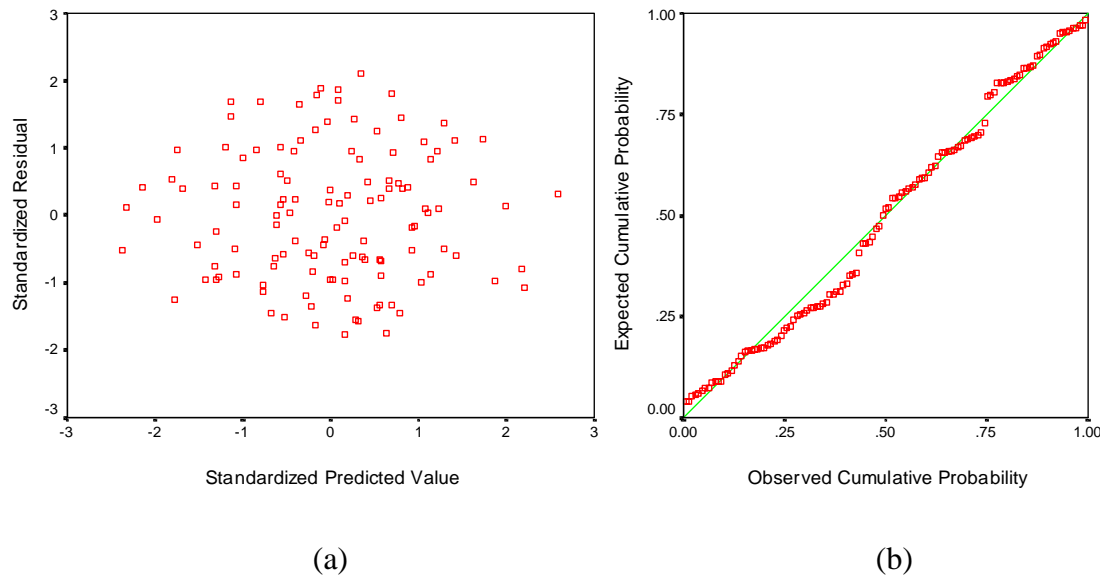 3
2
1
0
-1
-2
-3
Standardized Residual
-3 -2 -1 0 1 2 3
Standardized Predicted Value
(a)
1.00
.75
.50
.25
0.00
Expected Cumulative Probability
0.00 .25 .50 .75 1.00
Observed Cumulative Probability
(b)